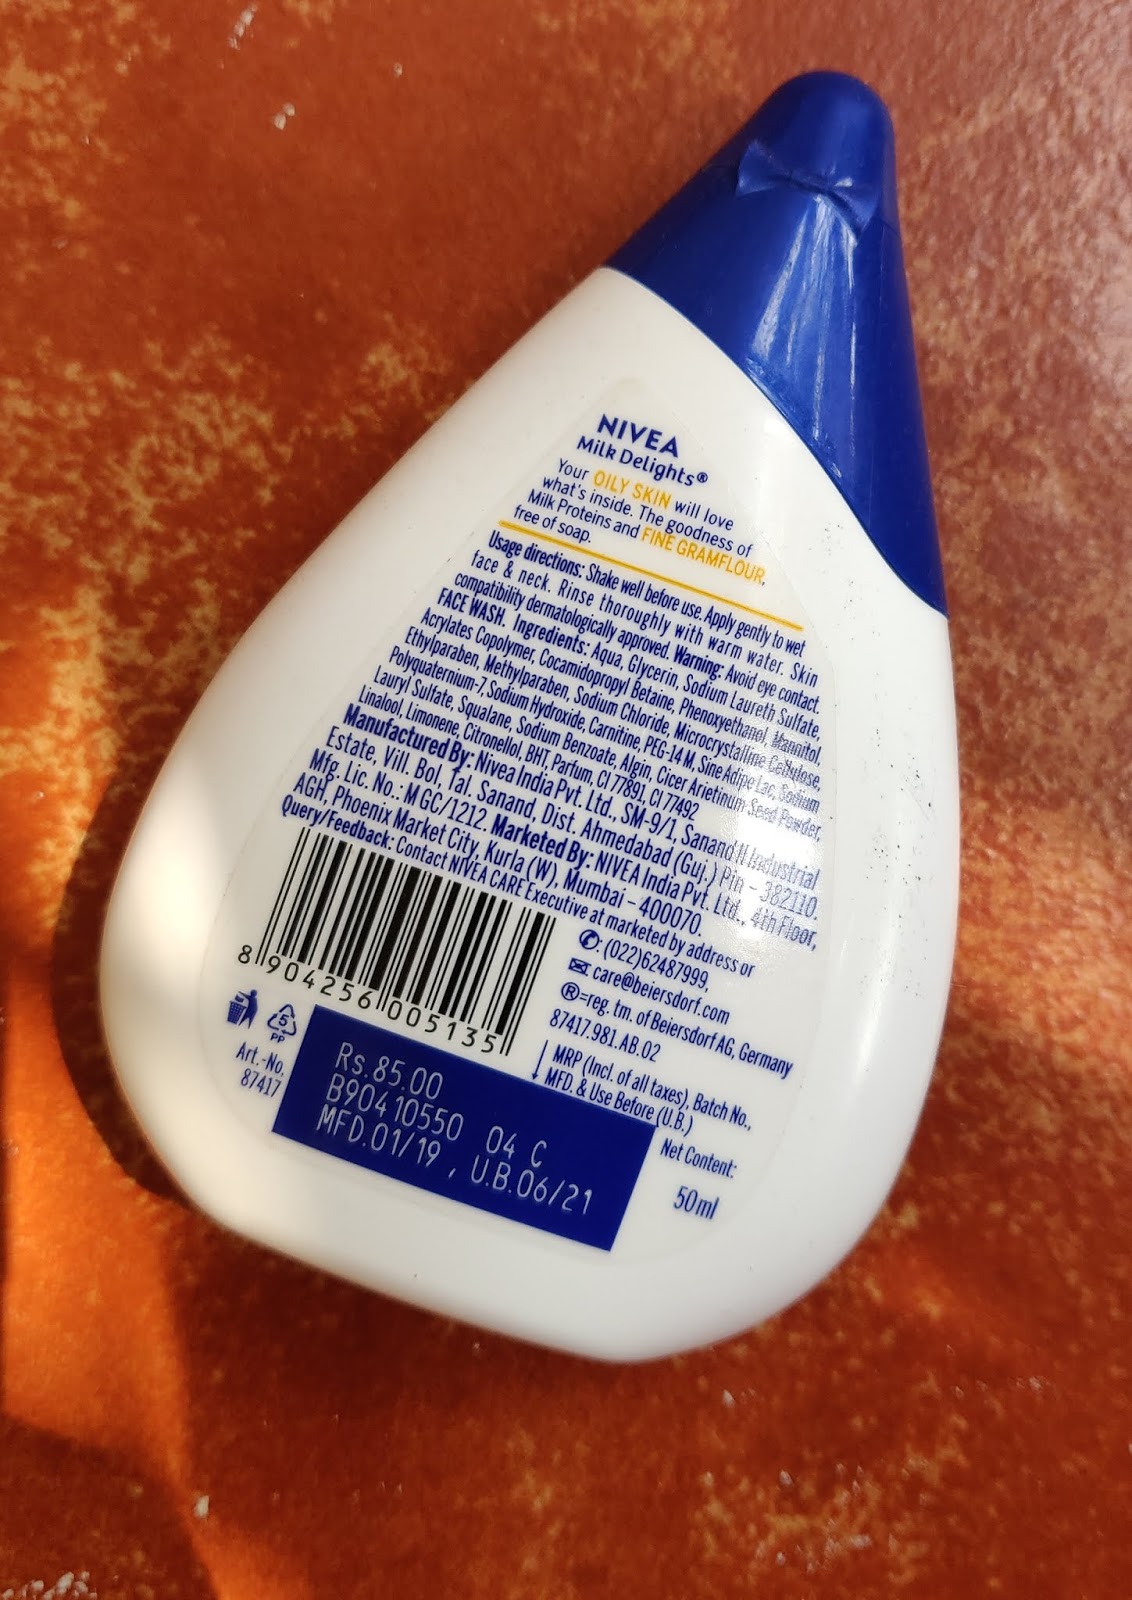 NIVEA
Milk Delights®
Your OILY SKIN will love
what's inside. The goodness of
Milk Proteins and FINE GRAMFLOUR,
free of soap.
Usage directions: Shake well before use. Apply gently to wet
face & neck. Rinse thoroughly with warm water. Skin
compatibility dermatologically approved. Warning: Avoid eye contact.
FACE WASH. Ingredients: Aqua, Glycerin, Sodium Laureth Sulfate,
Acrylates Copolymer, Cocamidopropyl Betaine, Phenoxyethanol, Mannitol,
Ethylparaben, Methylparaben, Sodium Chloride, Microcrystalline Cellulose,
Polyquaternium-7, Sodium Hydroxide, Carnitine, PEG-14 M, Sine Adipe Lac, Sodium
Lauryl Sulfate, Squalane, Sodium Benzoate, Algin, Cicer Arietinum Seed Powder,
Linalool, Limonene, Citronellol, BHT, Parfum, CI 77891, CI 77492
Manufactured By: Nivea India Pvt. Ltd., SM-9/1, Sanand II Industrial
Estate, Vill. Bol, Tal. Sanand, Dist. Ahmedabad (Guj.) Pin - 382110.
Mfg. Lic. No.: M GC/1212. Marketed By: NIVEA India Pvt. Ltd., 4th Floor,
AGH, Phoenix Market City, Kurla (W), Mumbai - 400070.
Query/Feedback: Contact NIVEA CARE Executive at marketed by address or
: (022)62487999,
care@beiersdorf.com
®=reg. tm. of Beiersdorf AG, Germany
87417.981.AB.02
8 904256 005135
MRP (Incl. of all taxes), Batch No.,
MFD. & Use Before (U.B.)
5
PP
Art.-No.
87417
Rs.85.00
B90410550 04 C
MFD.01/19 , U.B.06/21
Net Content:
50ml